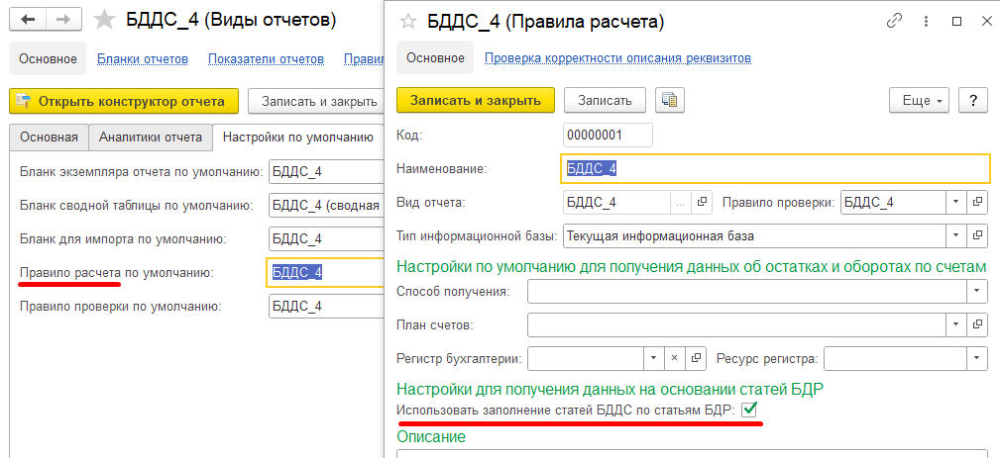 БДДС_4 (Виды отчетов)
Основное Бланки отчетов Показатели отчетов Правил
Открыть конструктор отчета Записать и закрыть
Основная Аналитики отчета Настройки по умолчанию
Бланк экземпляра отчета по умолчанию: БДДС_4
Бланк сводной таблицы по умолчанию: БДДС_4 (сводная
Бланк для импорта по умолчанию: БДДС_4
Правило расчета по умолчанию: БДДС_4
Правило проверки по умолчанию: БДДС_4
БДДС_4 (Правила расчета)
Основное Проверка корректности описания реквизитов
Записать и закрыть Записать Еще ?
Код: 00000001
Наименование: БДДС_4
Вид отчета: БДДС_4 ... Правило проверки: БДДС_4
Тип информационной базы: Текущая информационная база
Настройки по умолчанию для получения данных об остатках и оборотах по счетам
Способ получения:
План счетов:
Регистр бухгалтерии: Ресурс регистра:
Настройки для получения данных на основании статей БДР
Использовать заполнение статей БДДС по статьям БДР:
Описание